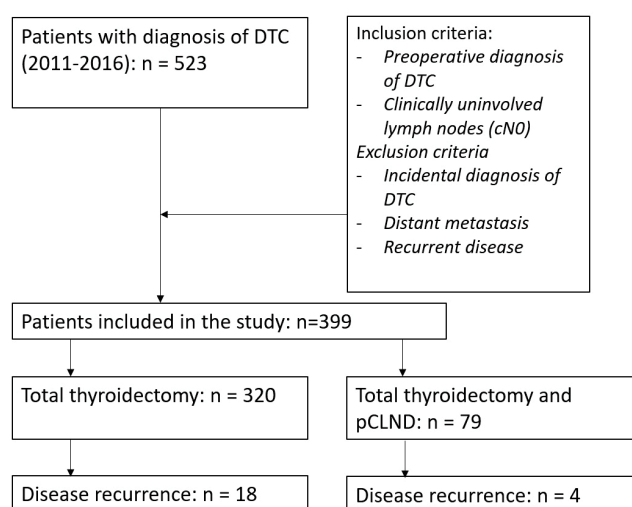 Patients with diagnosis of DTC
(2011-2016): n = 523
Inclusion criteria:
- Preoperative diagnosis
of DTC
- Clinically uninvolved
lymph nodes (cN0)
Exclusion criteria
- Incidental diagnosis of
DTC
- Distant metastasis
- Recurrent disease
Patients included in the study: n=399
Total thyroidectomy: n = 320
Total thyroidectomy and
pCLND: n = 79
Disease recurrence: n = 18
Disease recurrence: n = 4